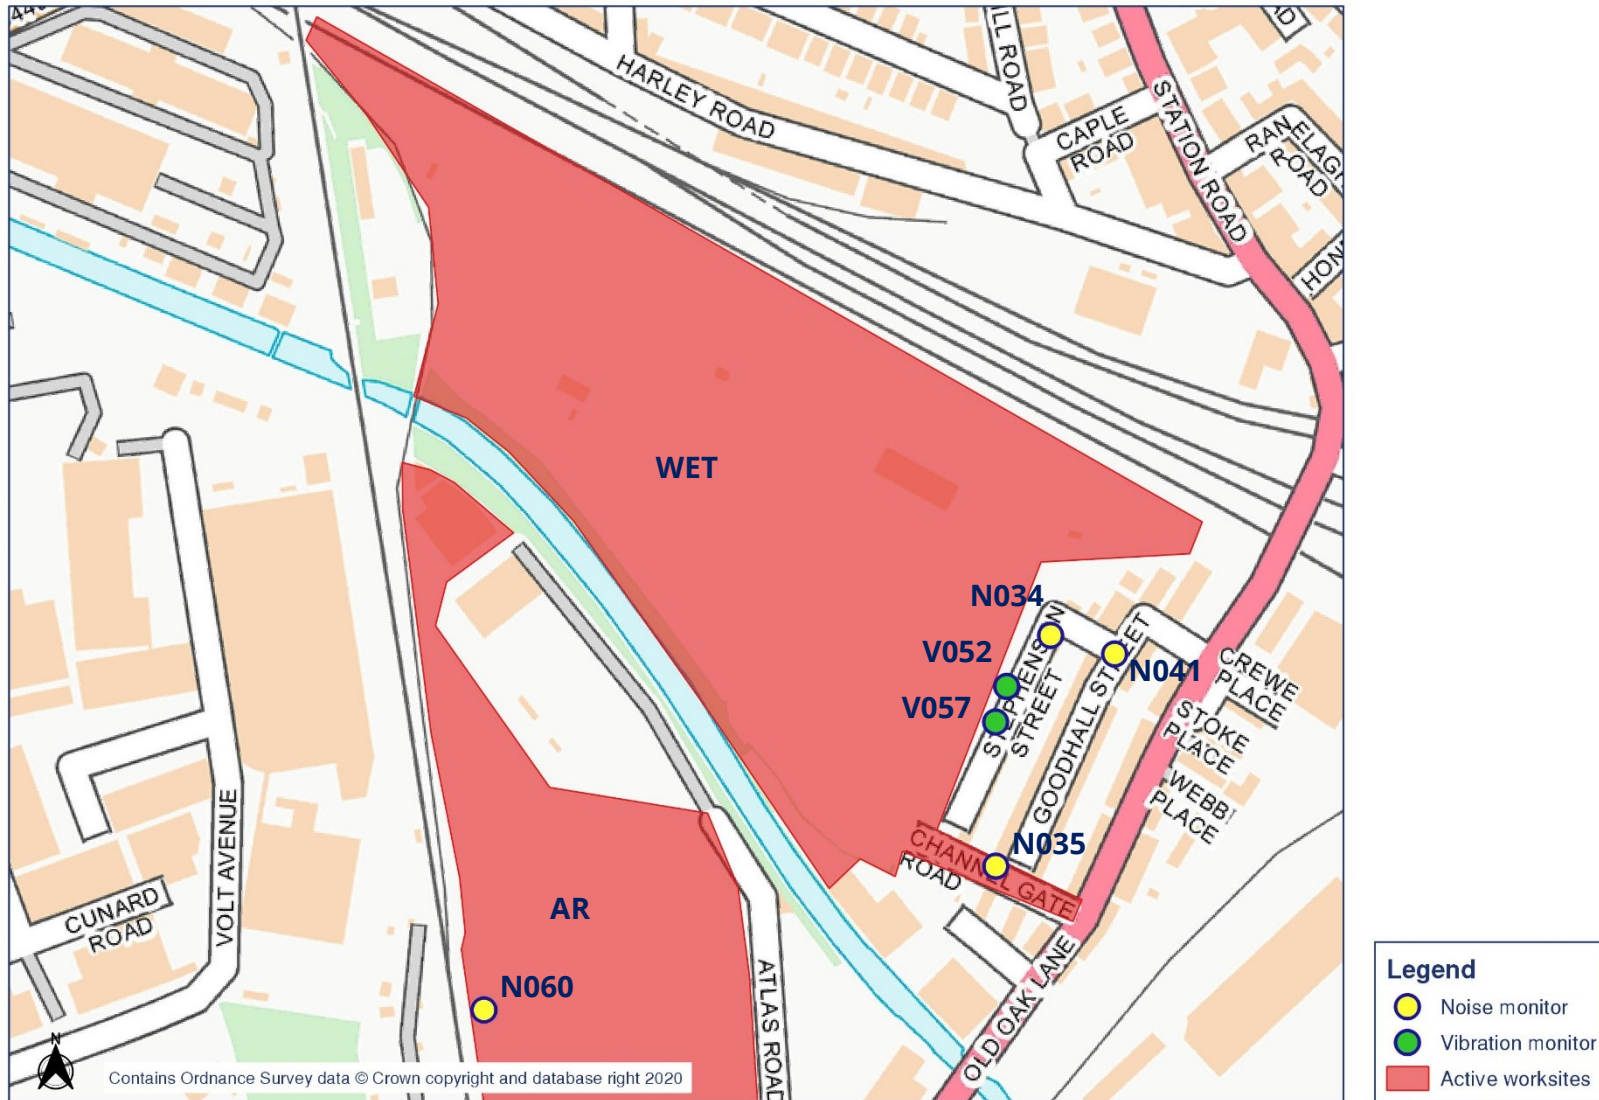 HARLEY ROAD
CAPLE
ROAD
STATION ROAD
ROAD
WET
N034
V052
N041
V057
STREET
GOODHALL STREET
CREWE
PLACE
STOKE
PLACE
WEBB
PLACE
N035
CHANNEL GATE
ROAD
VOLT AVENUE
CUNARD
ROAD
AR
N060
ATLAS ROAD
OLD OAK LANE
N
Contains Ordnance Survey data © Crown copyright and database right 2020
Legend
Noise monitor
Vibration monitor
Active worksites